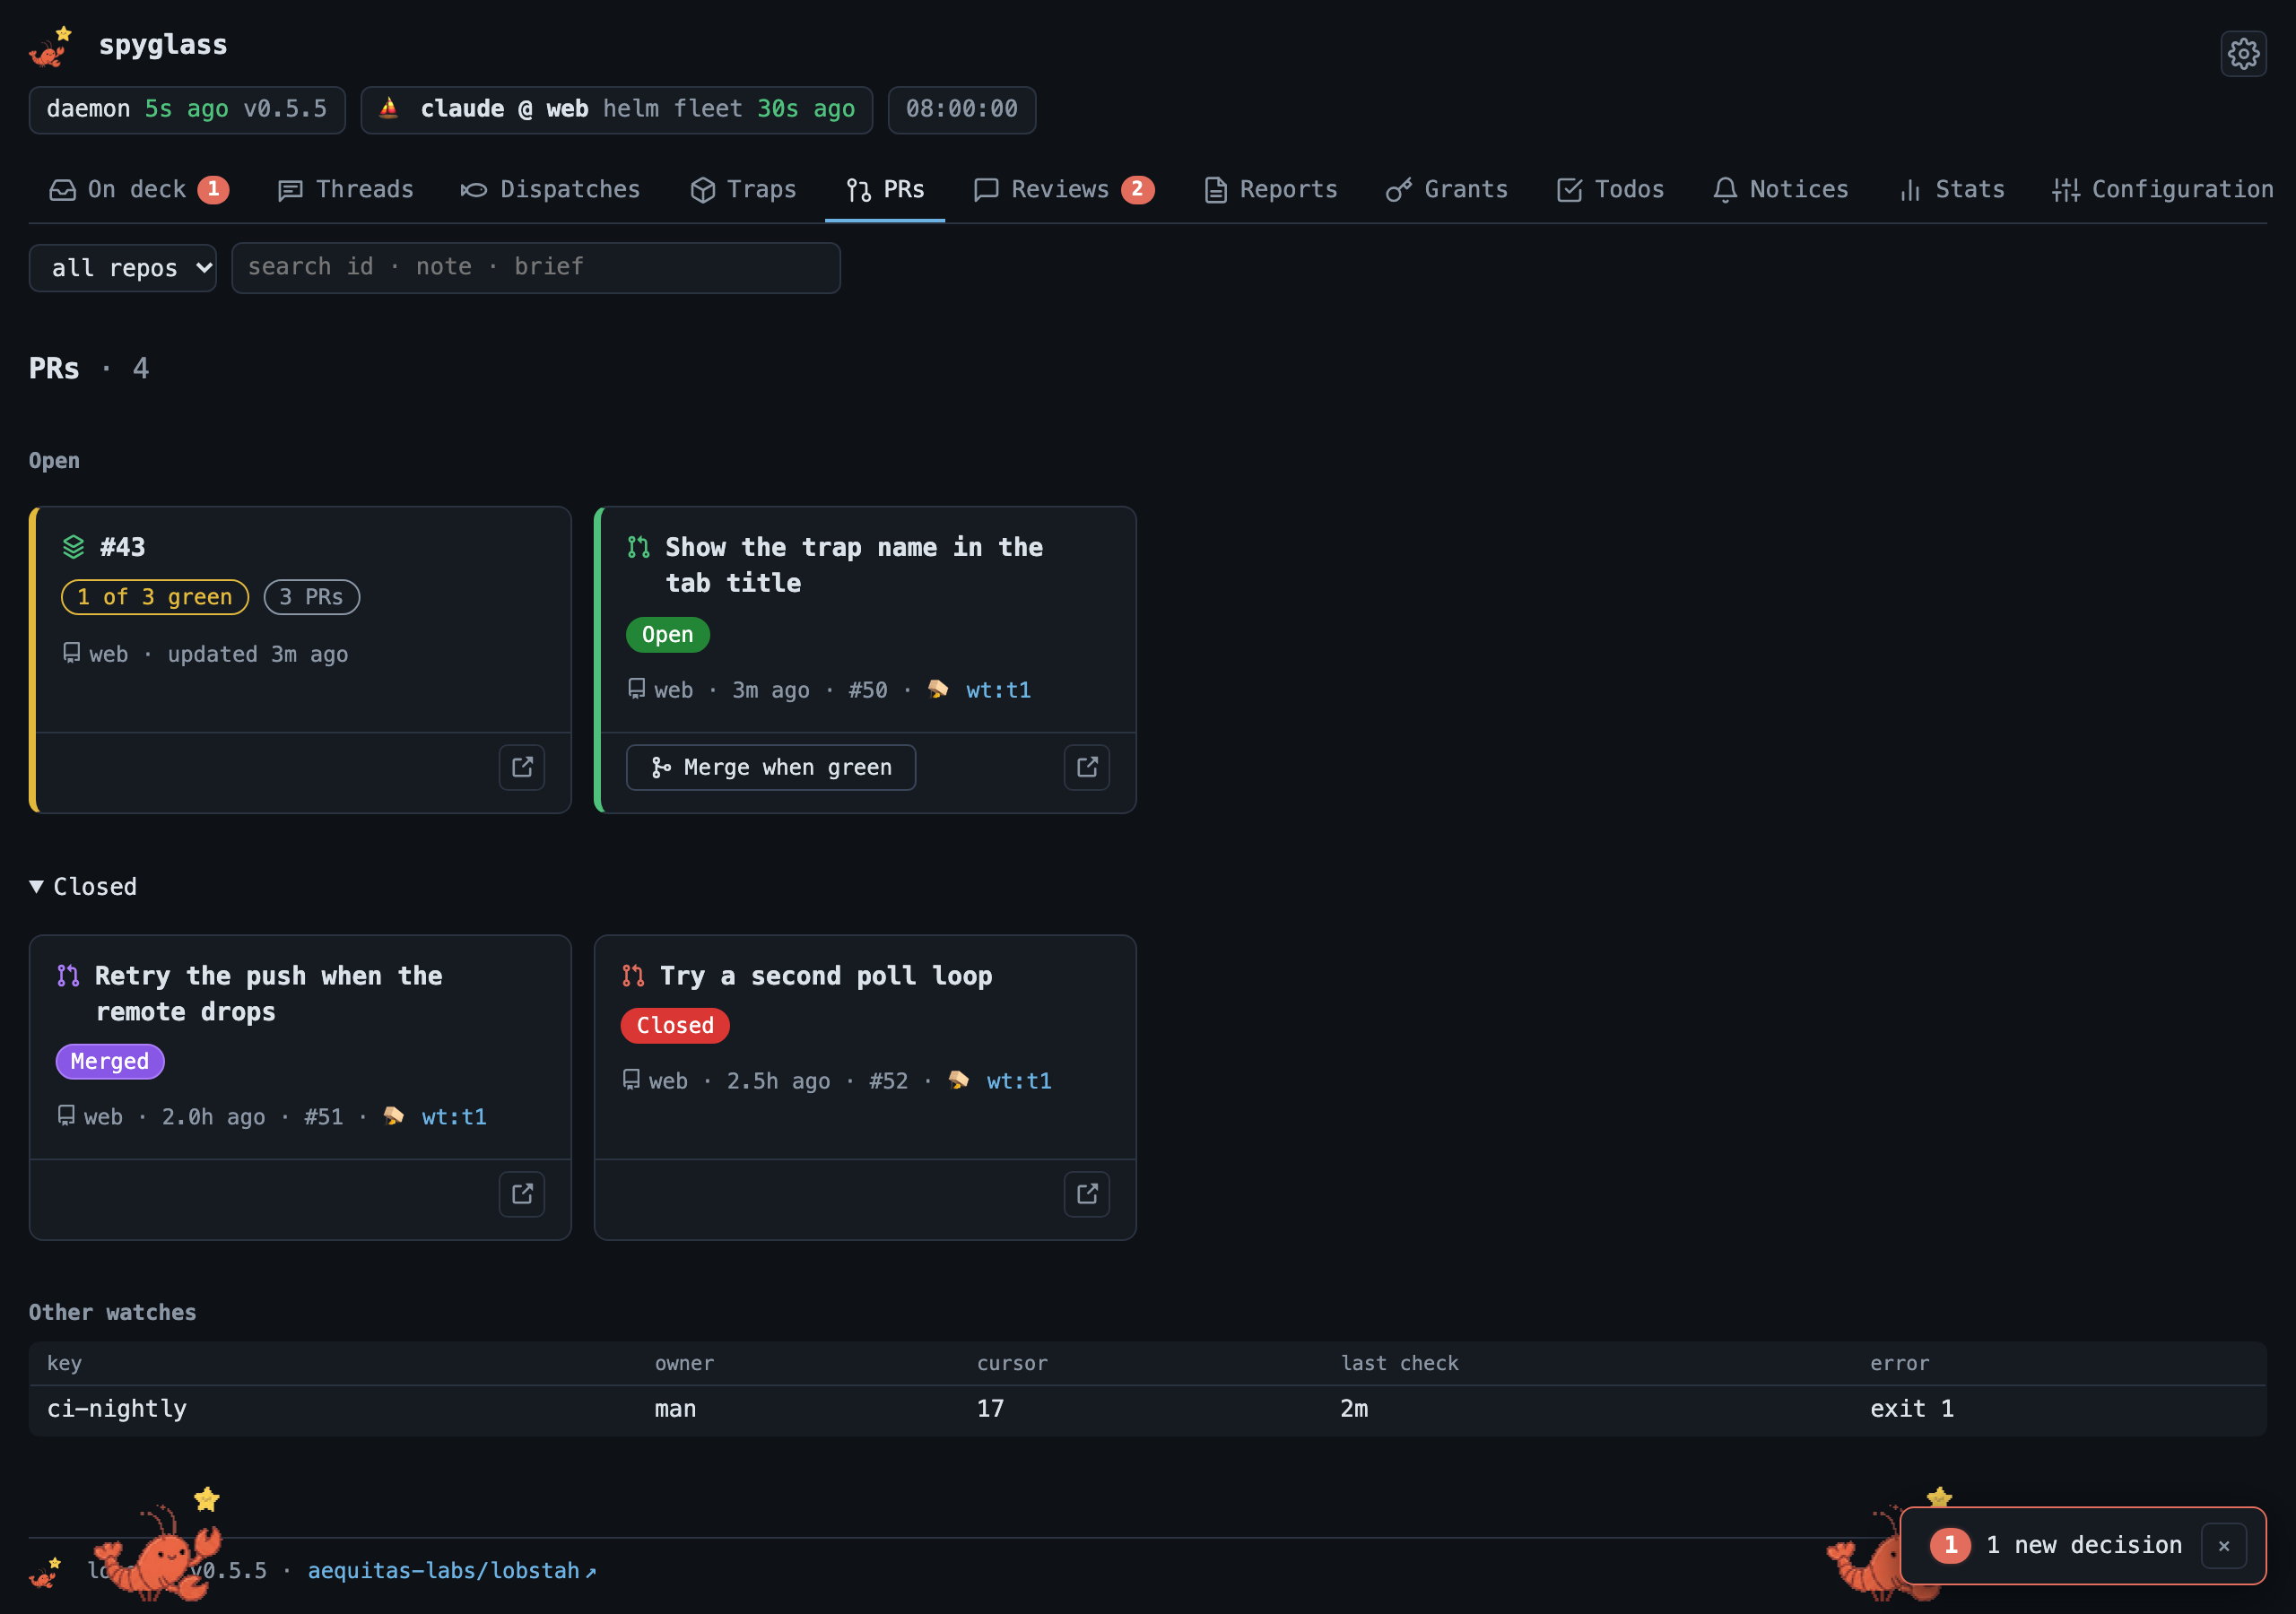 spyglass
daemon 5s ago v0.5.5
claude @ web helm fleet 30s ago
08:00:00
On deck 1
Threads
Dispatches
Traps
PRs
Reviews 2
Reports
Grants
Todos
Notices
Stats
Configuration
all repos
search id · note · brief
PRs · 4
Open
#43
1 of 3 green
3 PRs
web · updated 3m ago
Show the trap name in the
tab title
Open
web · 3m ago · #50 · wt:t1
Merge when green
Closed
Retry the push when the
remote drops
Merged
web · 2.0h ago · #51 · wt:t1
Try a second poll loop
Closed
web · 2.5h ago · #52 · wt:t1
Other watches
key owner cursor last check error
ci-nightly man 17 2m exit 1
v0.5.5 · aequitas-labs/lobstah↗
1 1 new decision ×